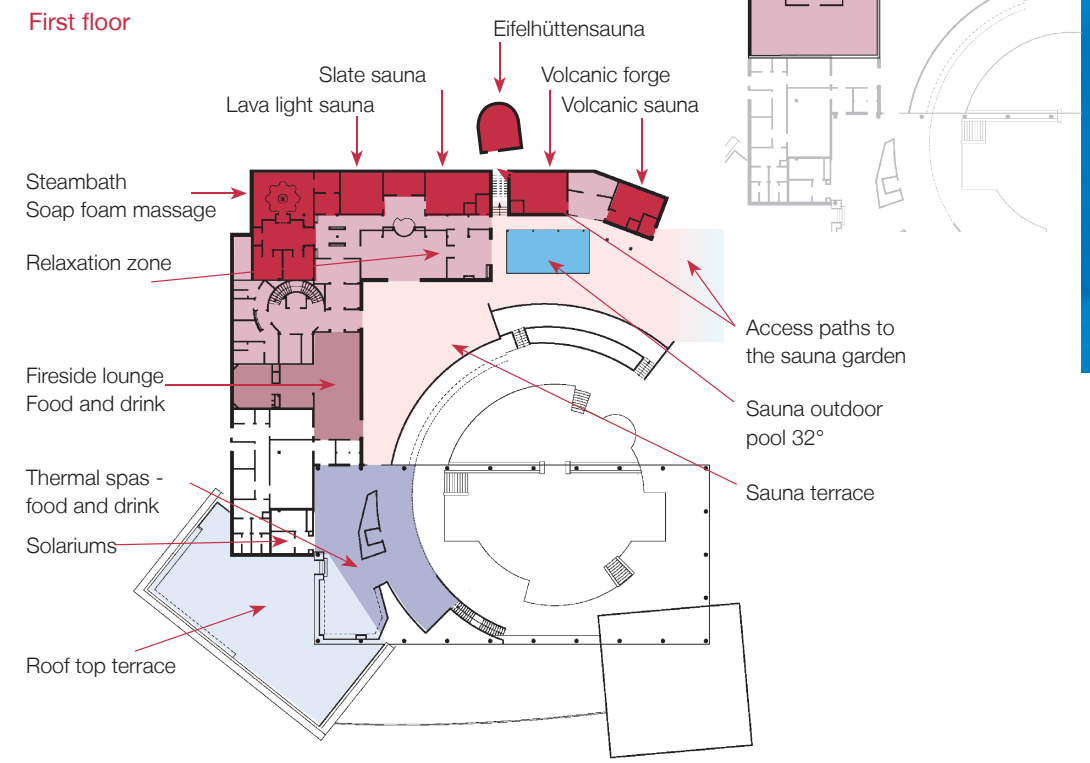 First floor
Eifelhüttensauna
Slate sauna
Volcanic forge
Lava light sauna
Volcanic sauna
Steambath
Soap foam massage
Relaxation zone
Access paths to
the sauna garden
Fireside lounge
Food and drink
Sauna outdoor
pool 32°
Thermal spas -
food and drink
Sauna terrace
Solariums
Roof top terrace